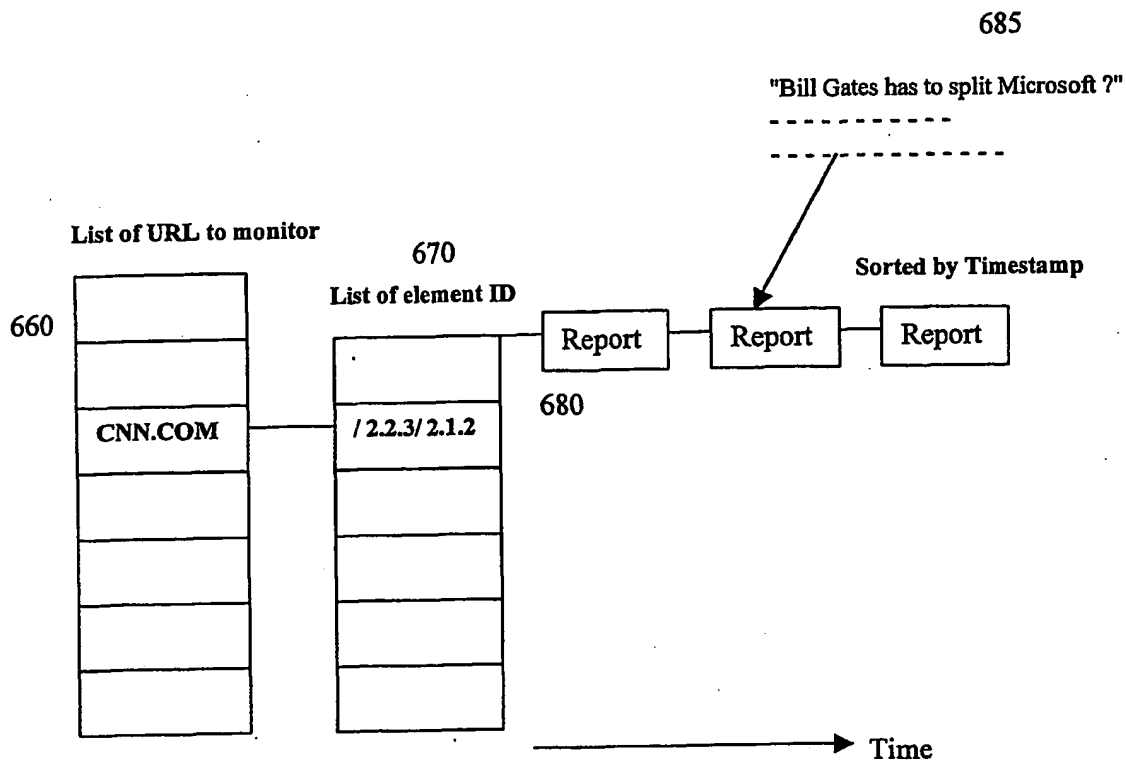 685
"Bill Gates has to split Microsoft ?"
List of URL to monitor
670
List of element ID
Sorted by Timestamp
660
Report
Report
Report
680
CNN.COM
/ 2.2.3/ 2.1.2
Time